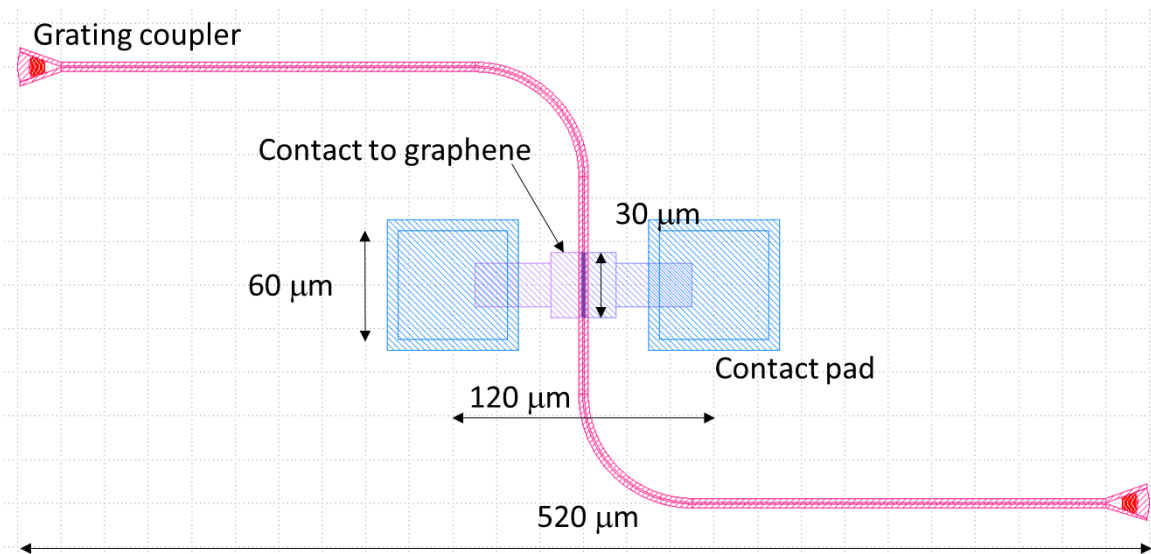 Grating coupler
Contact to graphene
30 μm
60 μm
Contact pad
120 μm
520 μm